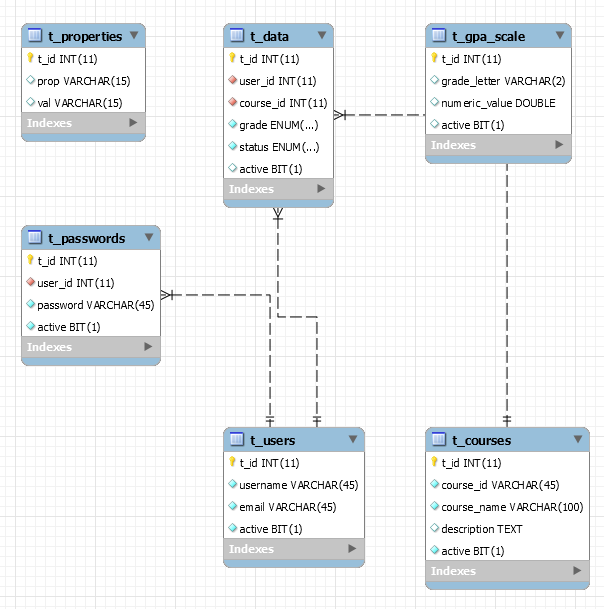 t_properties
t_id INT(11)
prop VARCHAR(15)
val VARCHAR(15)
Indexes
t_data
t_id INT(11)
user_id INT(11)
course_id INT(11)
grade ENUM(...)
status ENUM(...)
active BIT(1)
Indexes
t_gpa_scale
t_id INT(11)
grade_letter VARCHAR(2)
numeric_value DOUBLE
active BIT(1)
Indexes
t_passwords
t_id INT(11)
user_id INT(11)
password VARCHAR(45)
active BIT(1)
Indexes
t_users
t_id INT(11)
username VARCHAR(45)
email VARCHAR(45)
active BIT(1)
Indexes
t_courses
t_id INT(11)
course_id VARCHAR(45)
course_name VARCHAR(100)
description TEXT
active BIT(1)
Indexes